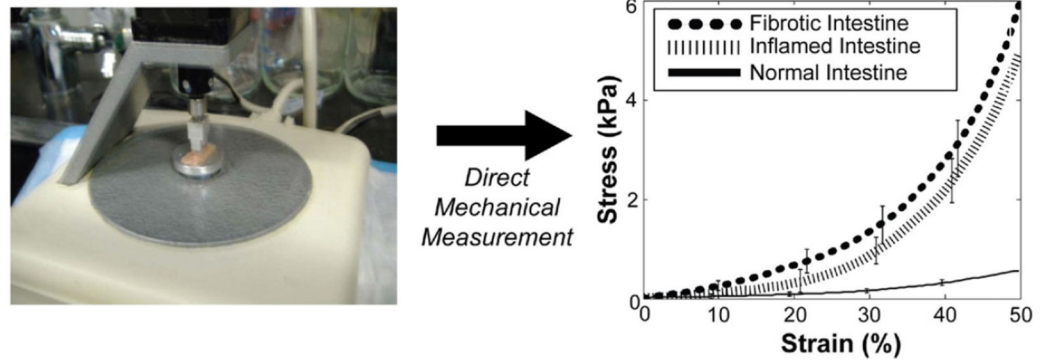 Direct
Mechanical
Measurement
Stress (kPa)
6
4
2
0
Fibrotic Intestine
Inflamed Intestine
Normal Intestine
0 10 20 30 40 50
Strain (%)